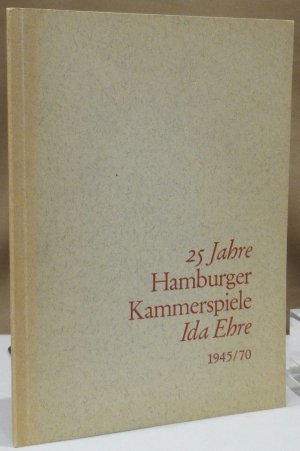 25 Jahre
Hamburger
Kammerspiele
Ida Ehre
1945/70